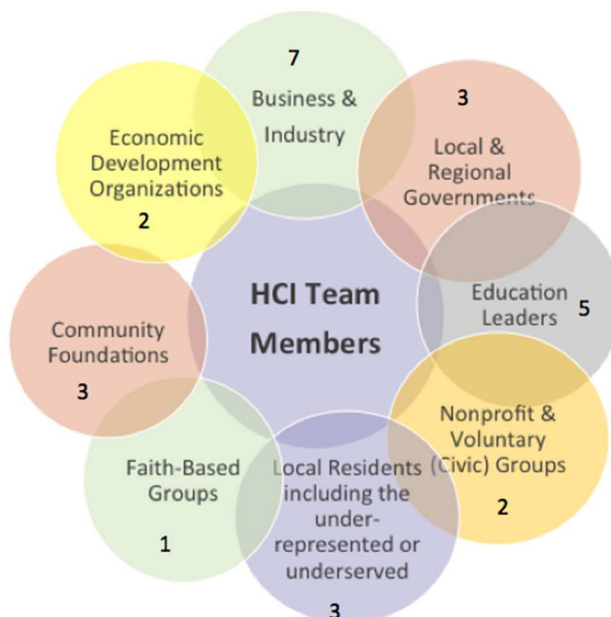 7
Business &
Industry
3
Local &
Regional
Governments
Education
Leaders
5
Nonprofit &
Voluntary
(Civic) Groups
2
Local Residents
including the
under-
represented or
underserved
3
Faith-Based
Groups
1
Community
Foundations
3
Economic
Development
Organizations
2
HCI Team
Members